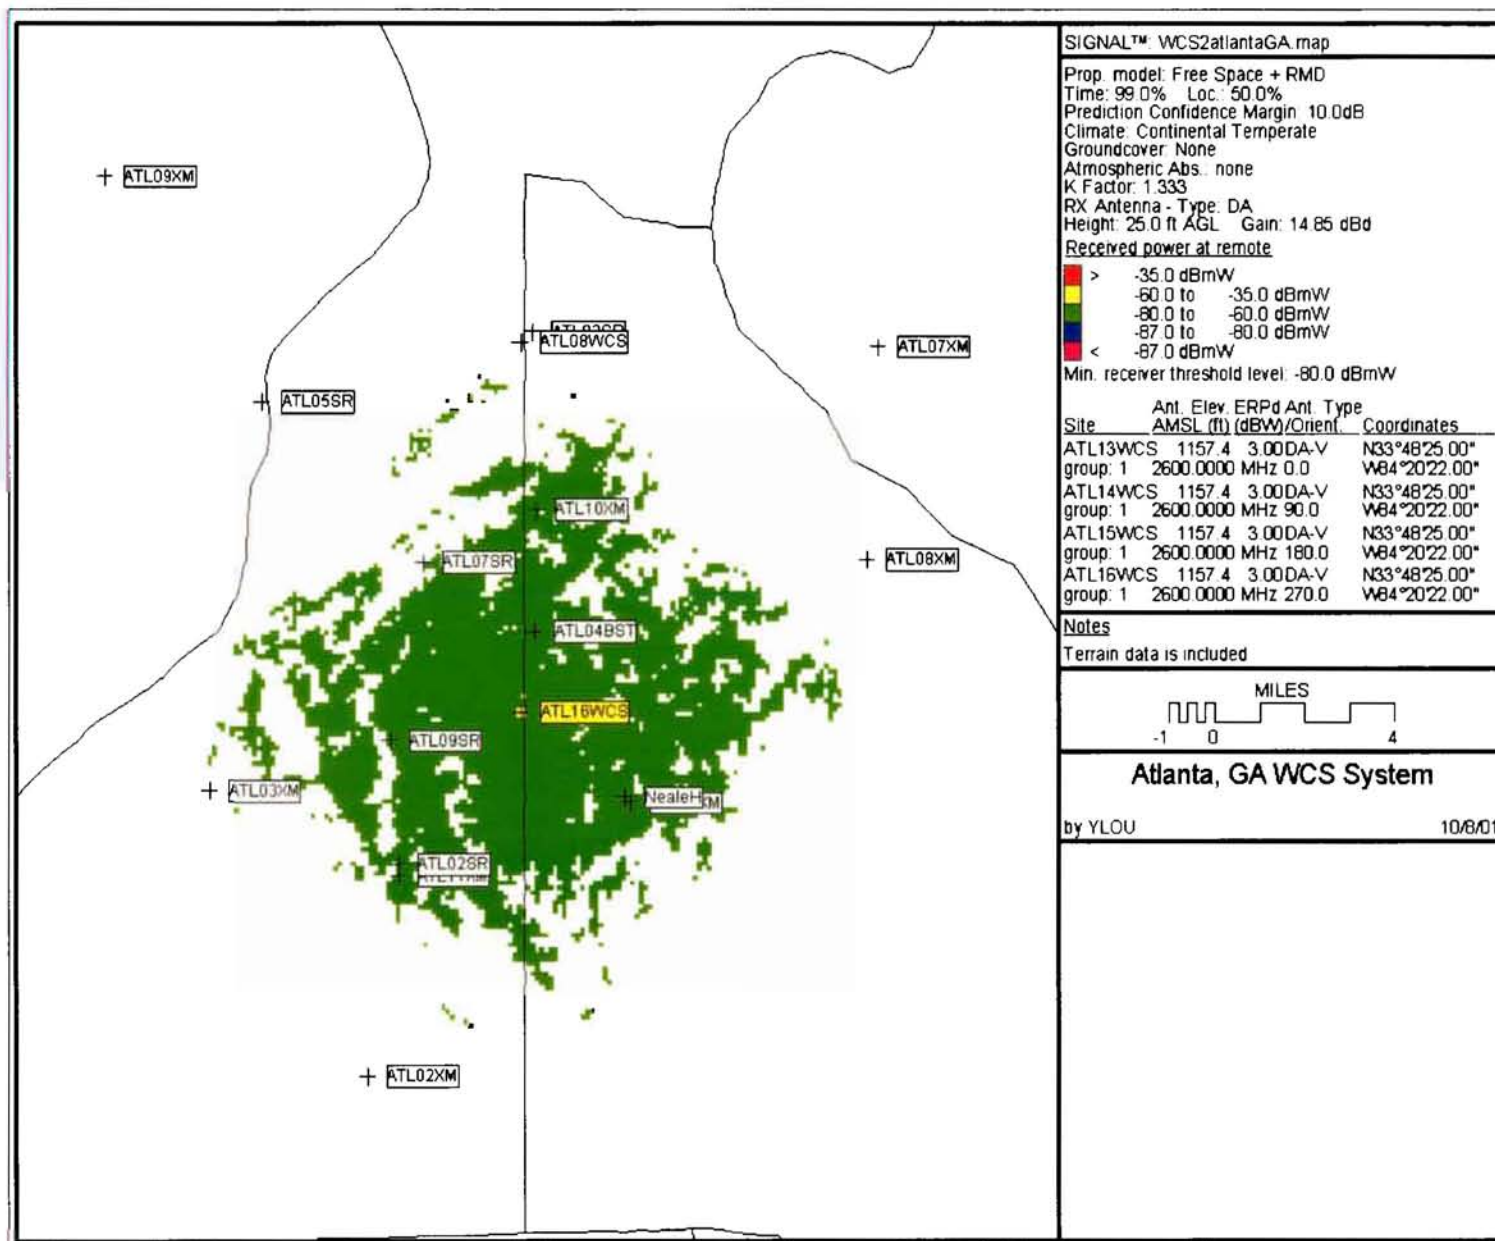 SIGNAL™: WCS2atlantaGA.map
Prop. model: Free Space + RMD
Time: 99.0% Loc.: 50.0%
Prediction Confidence Margin: 10.0dB
Climate: Continental Temperate
Groundcover: None
Atmospheric Abs.: none
K Factor: 1.333
RX Antenna - Type: DA
Height: 25.0 ft AGL Gain: 14.85 dBd
Received power at remote
> -35.0 dBmW
-60.0 to -35.0 dBmW
-80.0 to -60.0 dBmW
-87.0 to -80.0 dBmW
< -87.0 dBmW
Min. receiver threshold level: -80.0 dBmW
Ant. Elev. ERPd Ant. Type
Site AMSL (ft) (dBW)/Orient. Coordinates
ATL13WCS 1157.4 3.00DA-V N33°48'25.00"
group: 1 2600.0000 MHz 0.0 W84°20'22.00"
ATL14WCS 1157.4 3.00DA-V N33°48'25.00"
group: 1 2600.0000 MHz 90.0 W84°20'22.00"
ATL15WCS 1157.4 3.00DA-V N33°48'25.00"
group: 1 2600.0000 MHz 180.0 W84°20'22.00"
ATL16WCS 1157.4 3.00DA-V N33°48'25.00"
group: 1 2600.0000 MHz 270.0 W84°20'22.00"
Notes
Terrain data is included
MILES
-1 0 4
Atlanta, GA WCS System
by YLOU 10/8/01
ATL09XM
ATL08WCS
ATL07XM
ATL05SR
ATL10XM
ATL07SR
ATL08XM
ATL04BST
ATL16WCS
ATL09SR
ATL03XM
NealeH
ATL02SR
ATL11XM
ATL02XM